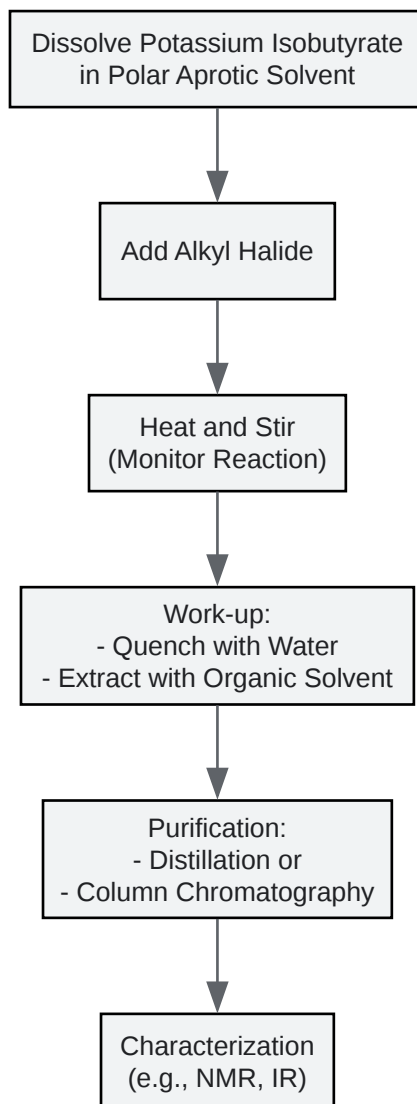 Dissolve Potassium Isobutyrate
in Polar Aprotic Solvent
Add Alkyl Halide
Heat and Stir
(Monitor Reaction)
Work-up:
- Quench with Water
- Extract with Organic Solvent
Purification:
- Distillation or
- Column Chromatography
Characterization
(e.g., NMR, IR)